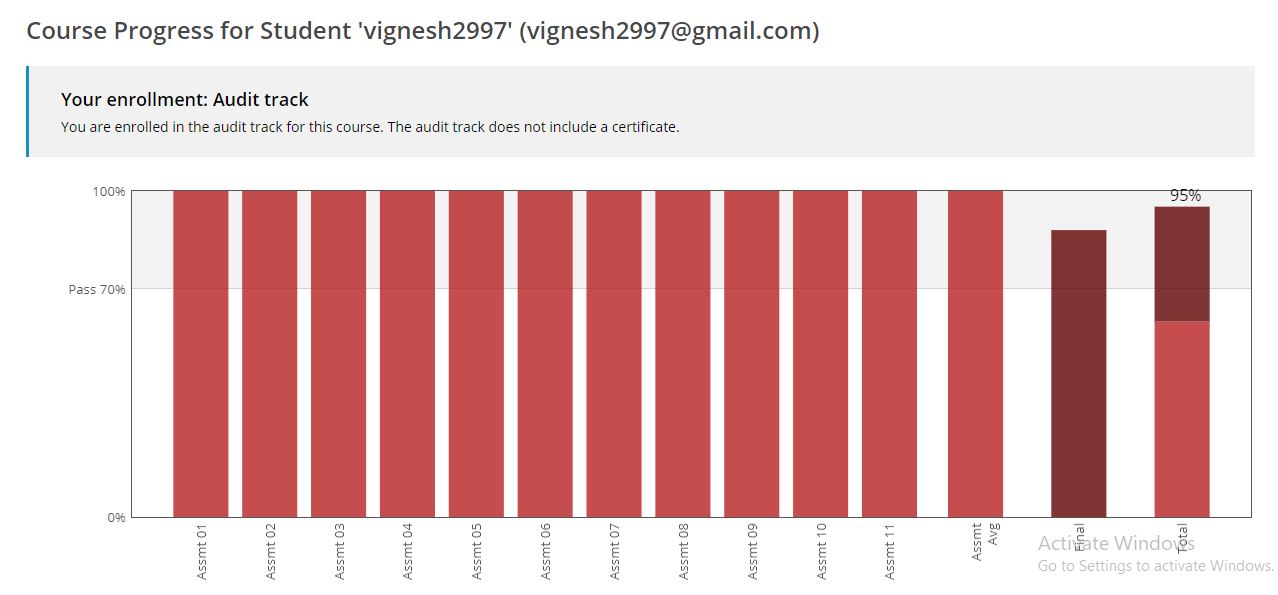 Course Progress for Student 'vignesh2997' (vignesh2997@gmail.com)
Your enrollment: Audit track
You are enrolled in the audit track for this course. The audit track does not include a certificate.
100%
Pass 70%
0%
95%
Assmt 01
Assmt 02
Assmt 03
Assmt 04
Assmt 05
Assmt 06
Assmt 07
Assmt 08
Assmt 09
Assmt 10
Assmt 11
Assmt
Avg
Final
Total
Activate Windows
Go to Settings to activate Windows.